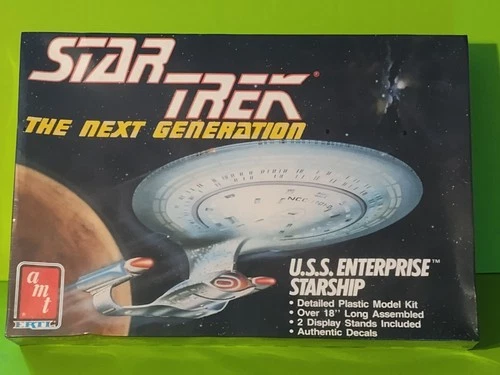 STAR
TREK®
THE NEXT GENERATION
U.S.S. ENTERPRISE™
STARSHIP
• Detailed Plastic Model Kit
• Over 18" Long Assembled
• 2 Display Stands Included
• Authentic Decals
amt
ERTL